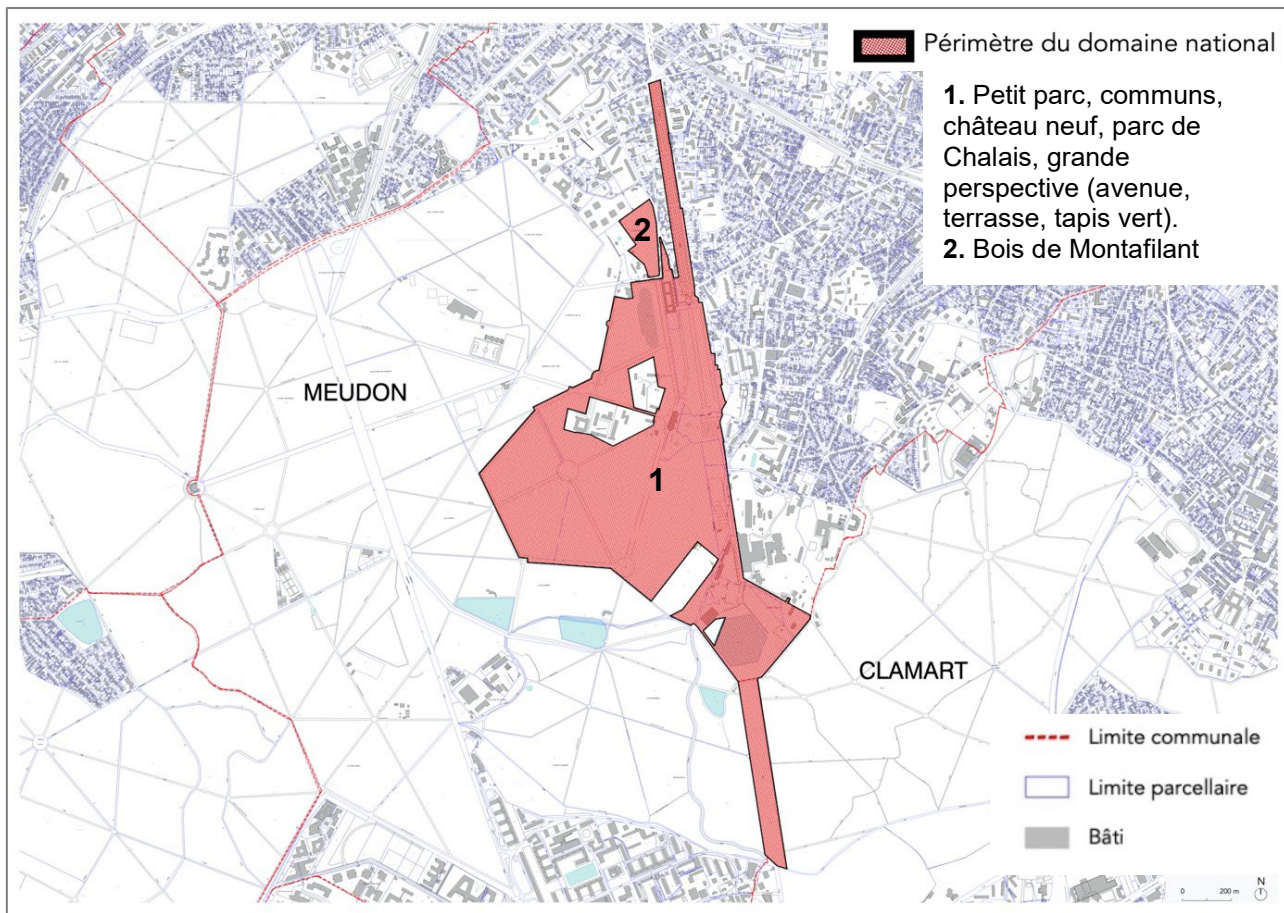 Périmètre du domaine national
1. Petit parc, communs,
château neuf, parc de
Chalais, grande
perspective (avenue,
terrasse, tapis vert).
2. Bois de Montafilant
2
MEUDON
1
CLAMART
Limite communale
Limite parcellaire
Bâti
N
0 200 m